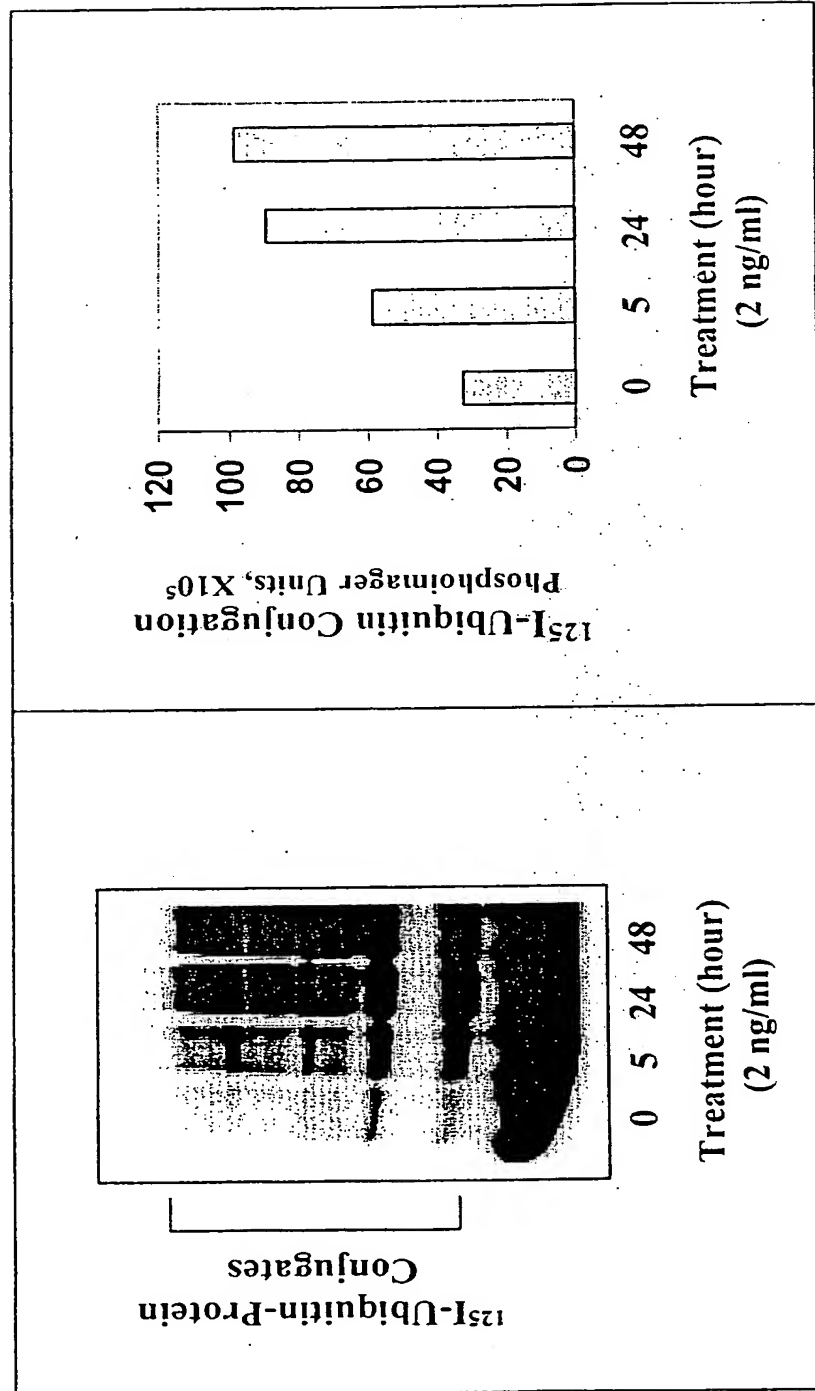 ¹²⁵I-Ubiquitin-Protein
Conjugates
0 5 24 48
Treatment (hour)
(2 ng/ml)
¹²⁵I-Ubiquitin Conjugation
Phosphoimager Units, X10⁵
120
100
80
60
40
20
0
0 5 24 48
Treatment (hour)
(2 ng/ml)